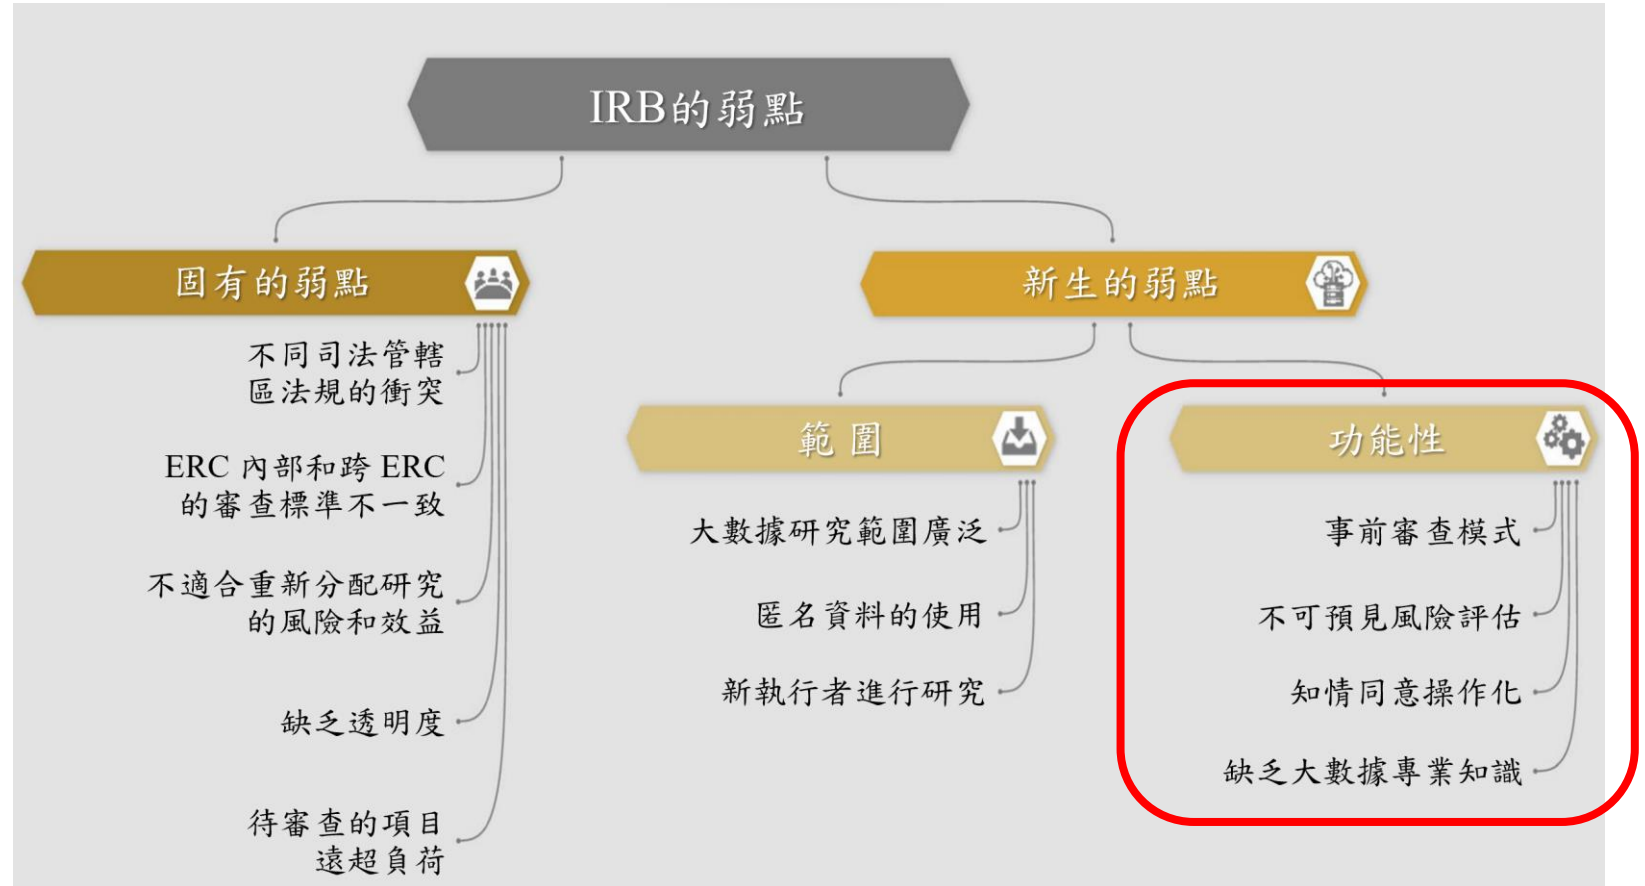 IRB的弱點
固有的弱點
不同司法管轄
區法規的衝突
ERC 內部和跨 ERC
的審查標準不一致
不適合重新分配研究
的風險和效益
缺乏透明度
待審查的項目
遠超負荷
新生的弱點
範圍
大數據研究範圍廣泛
匿名資料的使用
新執行者進行研究
功能性
事前審查模式
不可預見風險評估
知情同意操作化
缺乏大數據專業知識